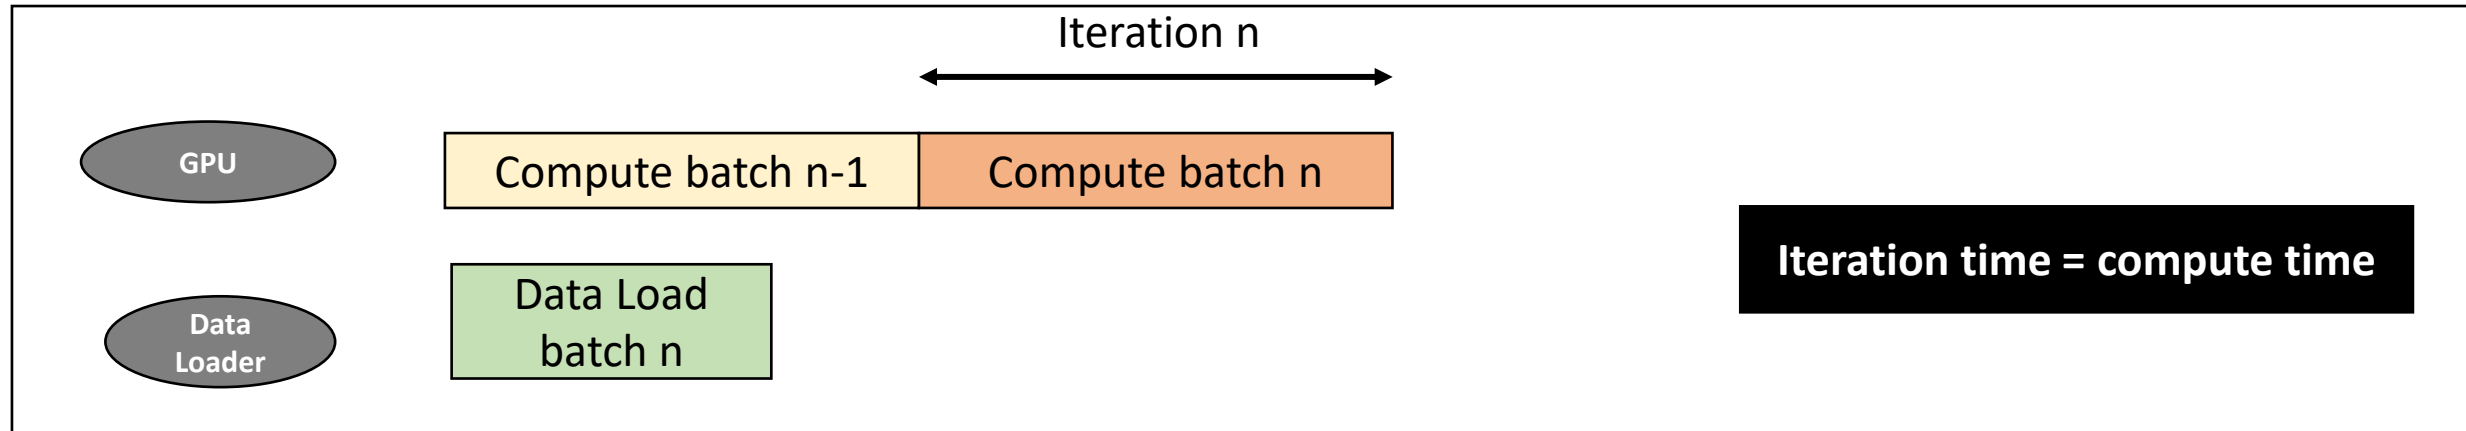 Iteration n
GPU
Compute batch n-1
Compute batch n
Iteration time = compute time
Data Load
batch n
Data
Loader